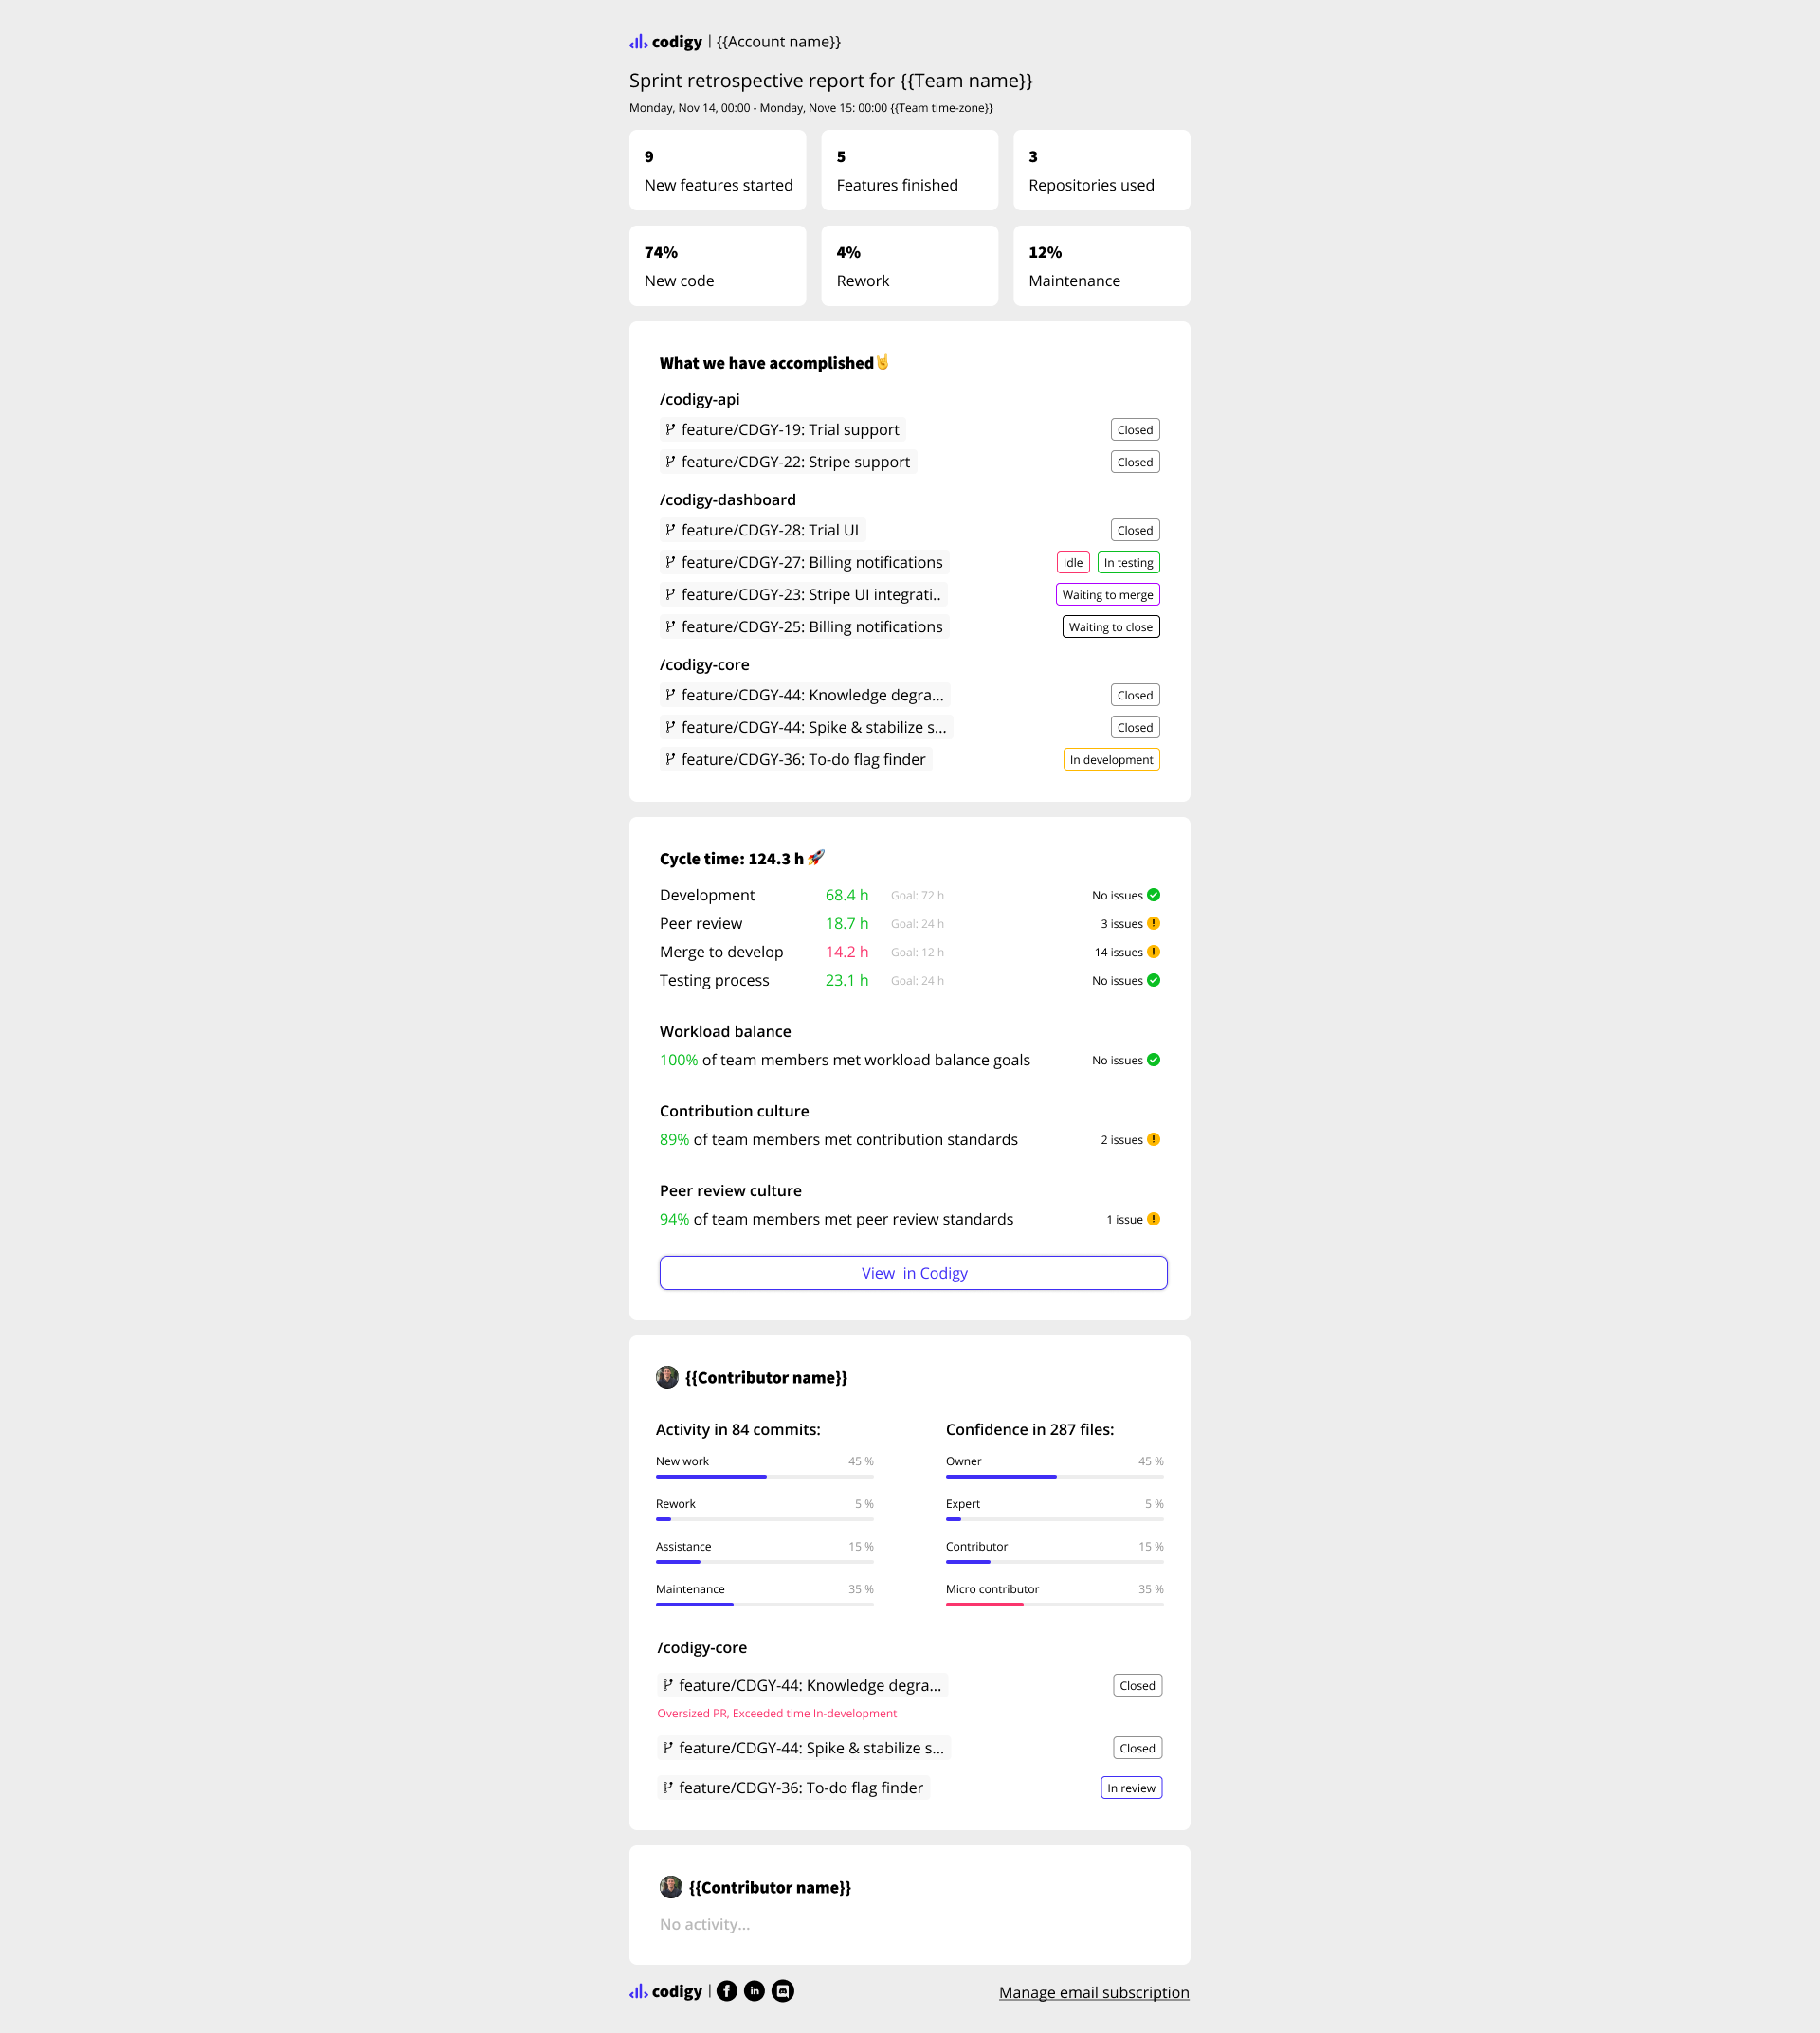 codigy | {{Account name}}
Sprint retrospective report for {{Team name}}
Monday, Nov 14, 00:00 - Monday, Nove 15: 00:00 {{Team time-zone}}
9 5 3
New features started Features finished Repositories used
74% 4% 12%
New code Rework Maintenance
What we have accomplished🤘
/codigy-api
feature/CDGY-19: Trial support Closed
feature/CDGY-22: Stripe support Closed
/codigy-dashboard
feature/CDGY-28: Trial UI Closed
feature/CDGY-27: Billing notifications Idle In testing
feature/CDGY-23: Stripe UI integrati.. Waiting to merge
feature/CDGY-25: Billing notifications Waiting to close
/codigy-core
feature/CDGY-44: Knowledge degra... Closed
feature/CDGY-44: Spike & stabilize s... Closed
feature/CDGY-36: To-do flag finder In development
Cycle time: 124.3 h 🚀
Development 68.4 h Goal: 72 h No issues
Peer review 18.7 h Goal: 24 h 3 issues
Merge to develop 14.2 h Goal: 12 h 14 issues
Testing process 23.1 h Goal: 24 h No issues
Workload balance
100% of team members met workload balance goals No issues
Contribution culture
89% of team members met contribution standards 2 issues
Peer review culture
94% of team members met peer review standards 1 issue
View in Codigy
{{Contributor name}}
Activity in 84 commits: Confidence in 287 files:
New work 45 % Owner 45 %
Rework 5 % Expert 5 %
Assistance 15 % Contributor 15 %
Maintenance 35 % Micro contributor 35 %
/codigy-core
feature/CDGY-44: Knowledge degra... Closed
Oversized PR, Exceeded time In-development
feature/CDGY-44: Spike & stabilize s... Closed
feature/CDGY-36: To-do flag finder In review
{{Contributor name}}
No activity...
codigy | f in Manage email subscription